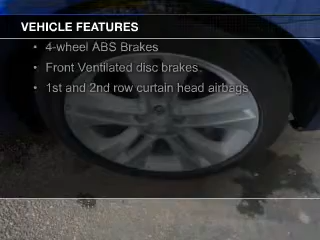 VEHICLE FEATURES
• 4-wheel ABS Brakes
• Front Ventilated disc brakes
• 1st and 2nd row curtain head airbags